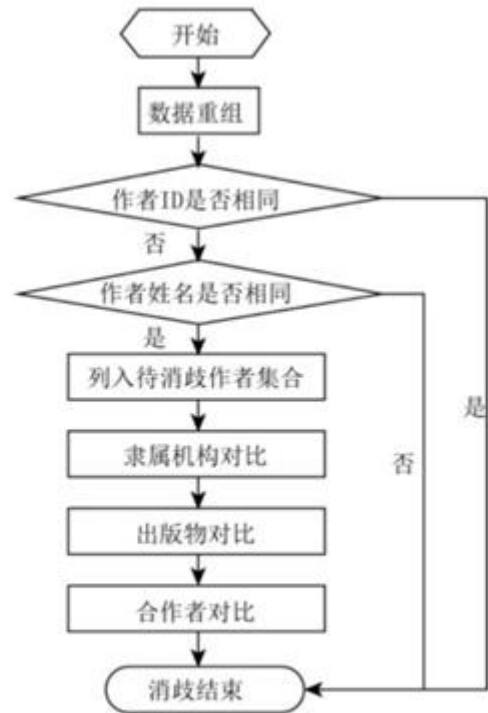 开始
数据重组
作者ID是否相同
否
作者姓名是否相同
是
列入待消歧作者集合
是
隶属机构对比
否
出版物对比
合作者对比
消歧结束